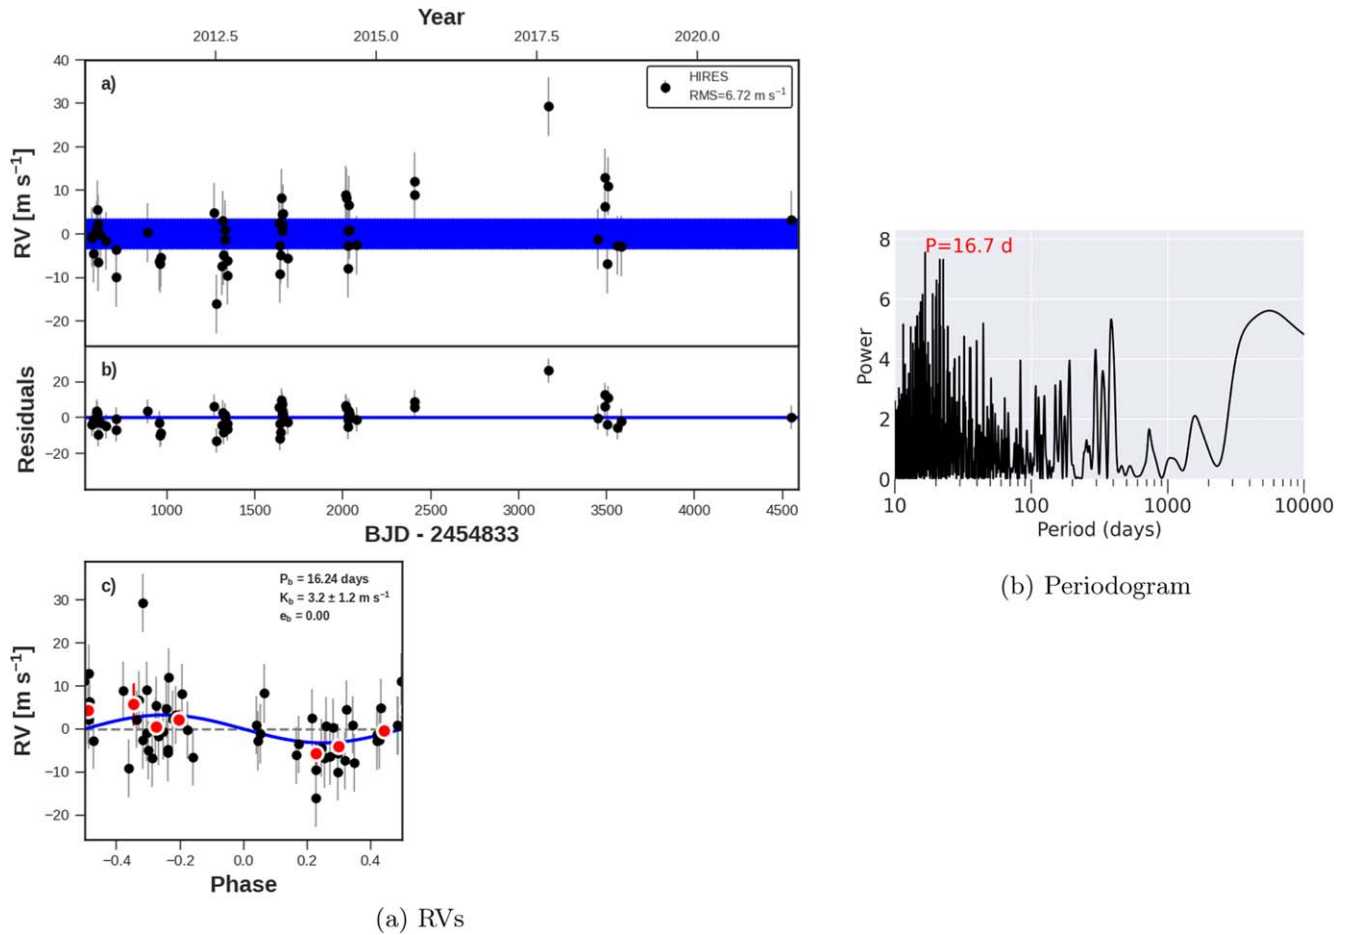 Year
2012.5 2015.0 2017.5 2020.0
a)
HIRES
RMS=6.72 m s⁻¹
40
30
20
10
0
−10
−20
RV [m s⁻¹]
b)
20
0
−20
Residuals
1000 1500 2000 2500 3000 3500 4000 4500
BJD - 2454833
c)
P_b = 16.24 days
K_b = 3.2 ± 1.2 m s⁻¹
e_b = 0.00
30
20
10
0
−10
−20
RV [m s⁻¹]
−0.4 −0.2 0.0 0.2 0.4
Phase
(a) RVs
P=16.7 d
8
6
4
2
0
Power
10 100 1000 10000
Period (days)
(b) Periodogram